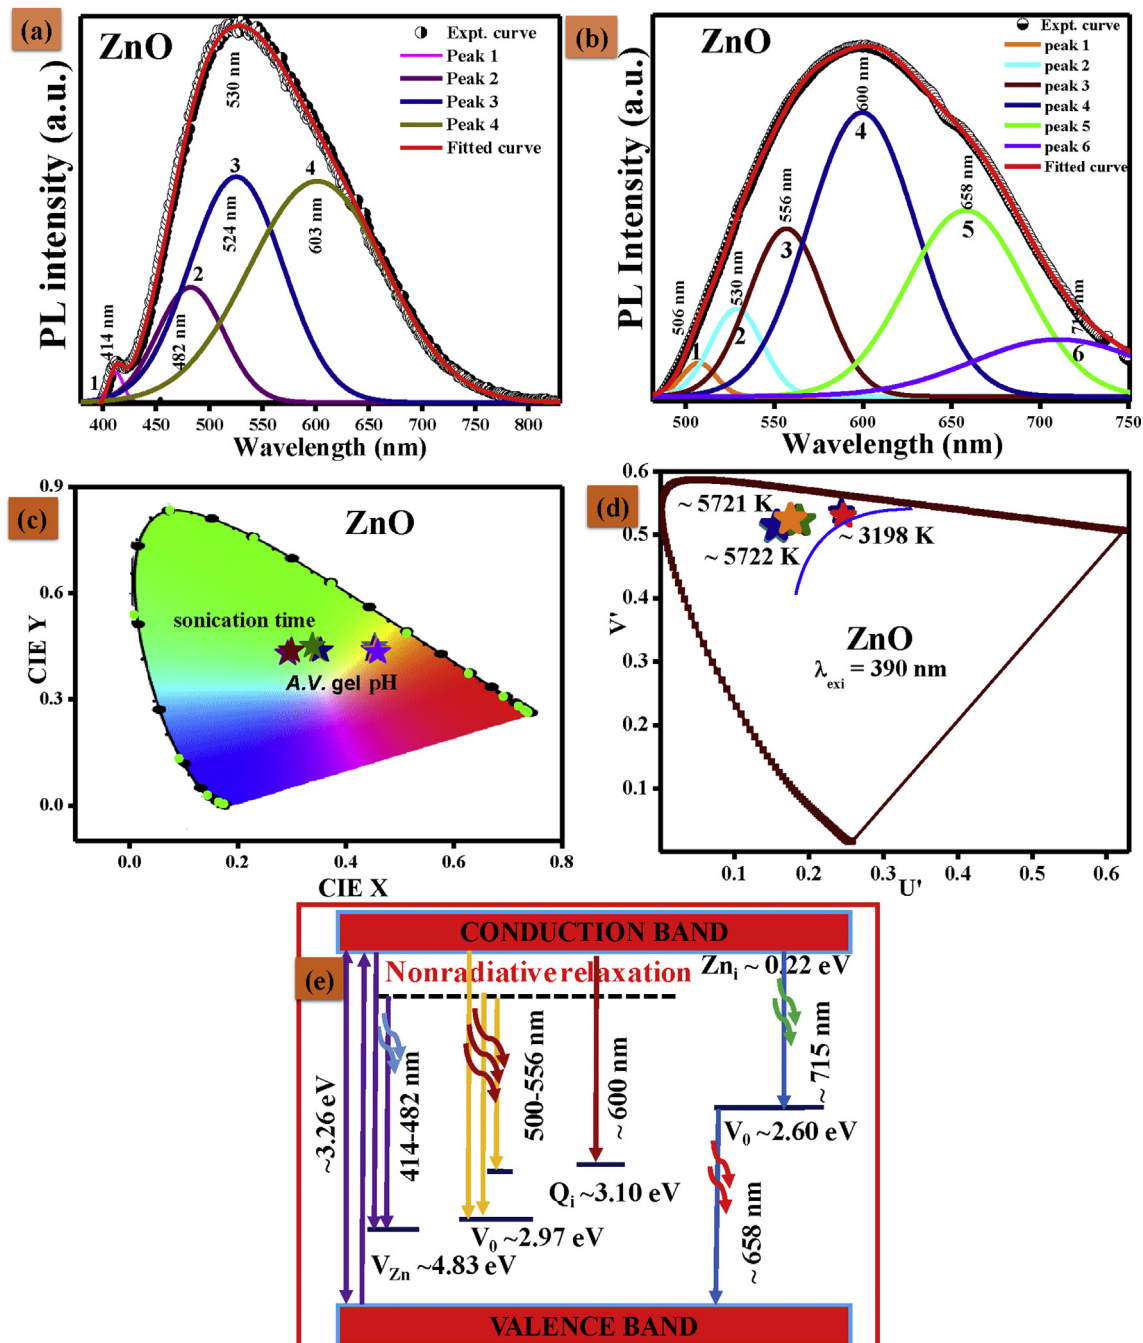 (a)
ZnO
Expt. curve
Peak 1
Peak 2
Peak 3
Peak 4
Fitted curve
530 nm
3
4
524 nm
603 nm
2
414 nm
482 nm
1
PL intensity (a.u.)
400 450 500 550 600 650 700 750 800
Wavelength (nm)
(b)
ZnO
Expt. curve
peak 1
peak 2
peak 3
peak 4
peak 5
peak 6
Fitted curve
600 nm
4
556 nm
3
658 nm
5
530 nm
2
506 nm
1
6
PL Intensity (a.u.)
500 550 600 650 700 750
Wavelength (nm)
(c)
ZnO
0.9
0.6
0.3
0.0
CIE Y
sonication time
A.V. gel pH
0.0 0.2 0.4 0.6 0.8
CIE X
(d)
0.6
0.5
0.4
0.3
0.2
0.1
V'
~ 5721 K
~ 3198 K
~ 5722 K
ZnO
λexi = 390 nm
0.1 0.2 0.3 0.4 0.5 0.6
U'
(e)
CONDUCTION BAND
Nonradiative relaxation
Zni ~ 0.22 eV
~3.26 eV
414-482 nm
500-556 nm
~ 600 nm
~ 715 nm
V0 ~2.60 eV
Qi ~3.10 eV
V0 ~2.97 eV
VZn ~4.83 eV
~658 nm
VALENCE BAND